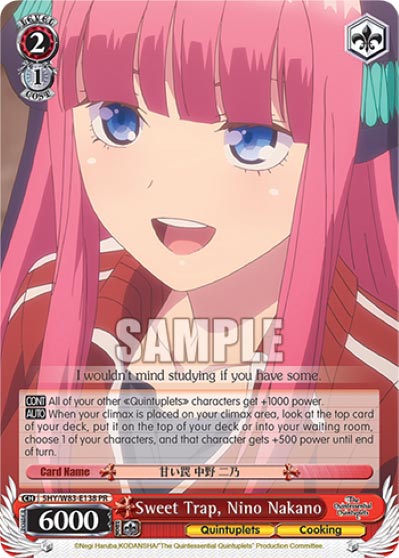 LEVEL
2
1
COST
SAMPLE
I wouldn't mind studying if you have some.
CONT All of your other «Quintuplets» characters get +1000 power.
AUTO When your climax is placed on your climax area, look at the top card
of your deck, put it on the top of your deck or into your waiting room,
choose 1 of your characters, and that character gets +500 power until end
of turn.
Card Name 甘い罠 中野 二乃
CH 5HY/W83-E138 PR
6000
Sweet Trap, Nino Nakano
The Quintessential Quintuplets
Quintuplets Cooking
©Negi Haruba,KODANSHA/"The Quintessential Quintuplets" Production Committee